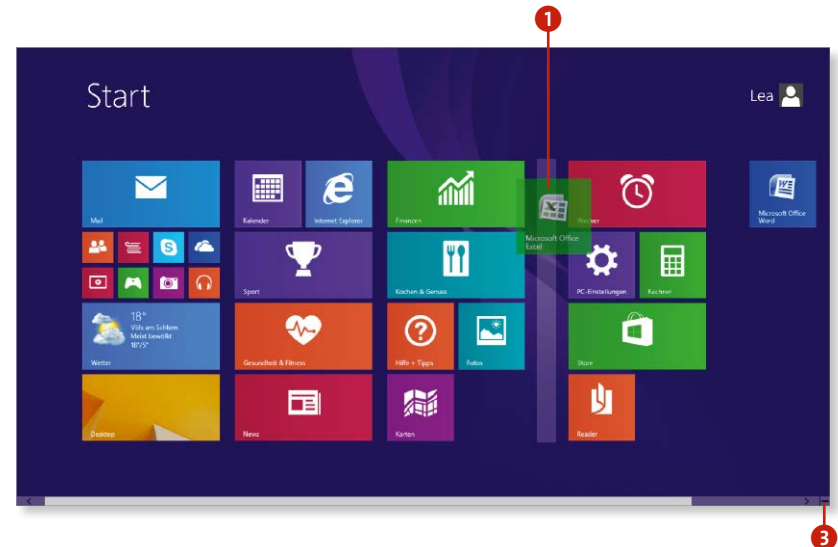 1
Start
Lea
Mail
Kalender
Internet Explorer
Finanzen
Microsoft Office
Excel
Wecker
Microsoft Office
Word
Sport
Kochen & Genuss
PC-Einstellungen
Rechner
18°
Völs am Schlern
Meist bewölkt
18°/5°
Wetter
Gesundheit & Fitness
Hilfe + Tipps
Fotos
Store
Desktop
News
Karten
Reader
3